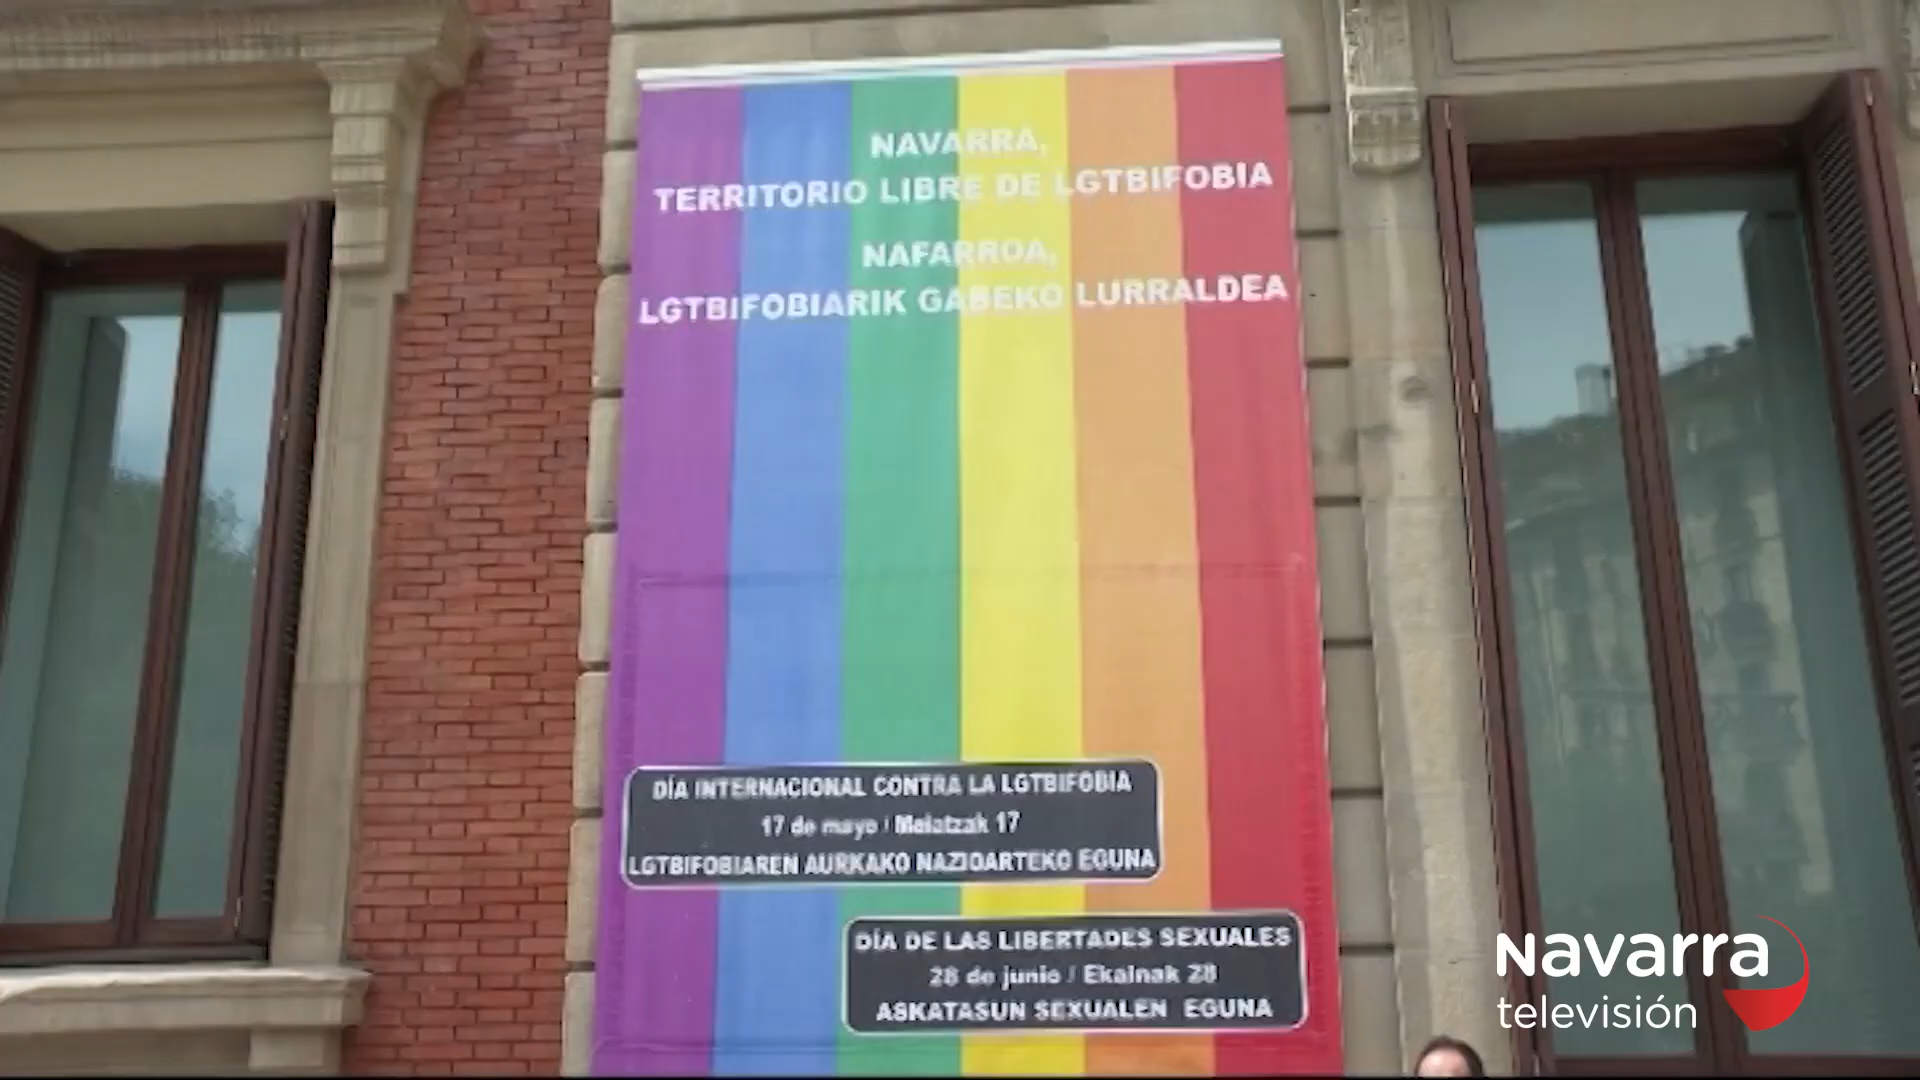 NAVARRA,
TERRITORIO LIBRE DE LGTBIFOBIA
NAFARROA,
LGTBIFOBIARIK GABEKO LURRALDEA
DÍA INTERNACIONAL CONTRA LA LGTBIFOBIA
17 de mayo / Maiatzak 17
LGTBIFOBIAREN AURKAKO NAZIOARTEKO EGUNA
DÍA DE LAS LIBERTADES SEXUALES
28 de junio / Ekainak 28
ASKATASUN SEXUALEN EGUNA
Navarra
televisión